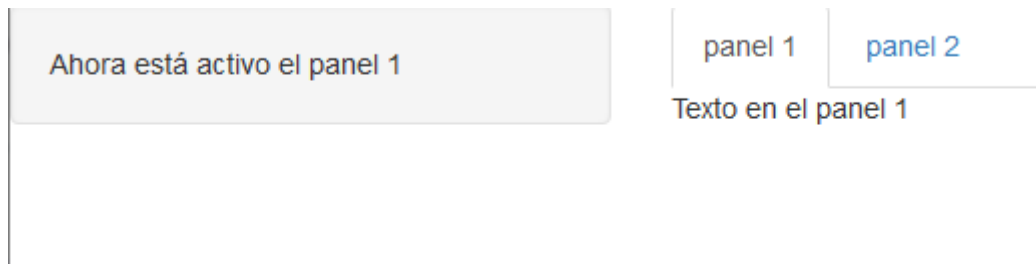 Ahora está activo el panel 1
panel 1 panel 2
Texto en el panel 1